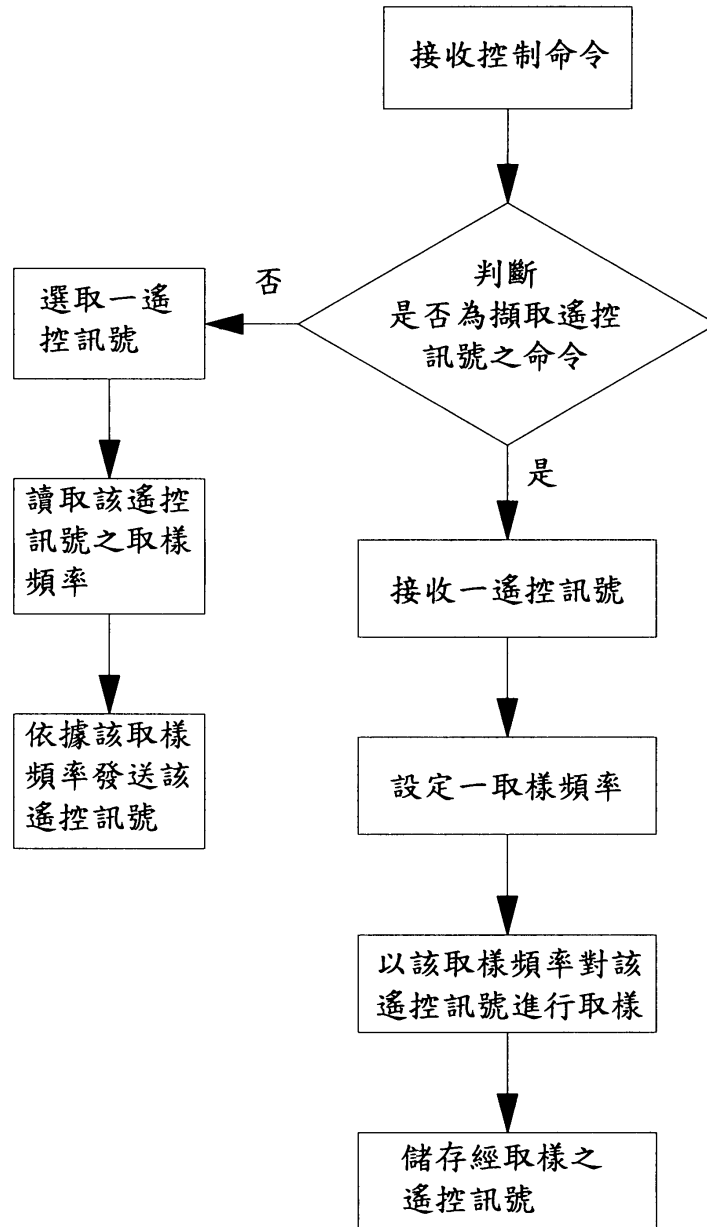 接收控制命令
判斷
是否為擷取遙控
訊號之命令
否
選取一遙
控訊號
讀取該遙控
訊號之取樣
頻率
依據該取樣
頻率發送該
遙控訊號
是
接收一遙控訊號
設定一取樣頻率
以該取樣頻率對該
遙控訊號進行取樣
儲存經取樣之
遙控訊號